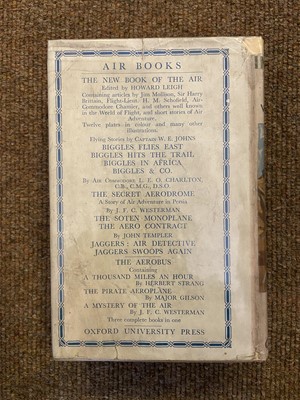 AIR BOOKS
THE NEW BOOK OF THE AIR
Edited by HOWARD LEIGH
Containing articles by Jim Mollison, Sir Harry
Brittain, Flight-Lieut. H. M. Schofield, Air-
Commodore Chamier, and others well known
in the World of Flight, and short stories of Air
Adventure.
Twelve plates in colour and many other
illustrations.
Flying Stories by CAPTAIN W. E. JOHNS
BIGGLES FLIES EAST
BIGGLES HITS THE TRAIL
BIGGLES IN AFRICA
BIGGLES & CO.
By AIR COMMODORE L. E. O. CHARLTON,
C.B., C.M.G., D.S.O.
THE SECRET AERODROME
A Story of Air Adventure in Persia
By J. F. C. WESTERMAN
THE SOTEN MONOPLANE
THE AERO CONTRACT
By JOHN TEMPLER
JAGGERS: AIR DETECTIVE
JAGGERS SWOOPS AGAIN
THE AEROBUS
Containing
A THOUSAND MILES AN HOUR
By HERBERT STRANG
THE PIRATE AEROPLANE
By MAJOR GILSON
A MYSTERY OF THE AIR
By J. F. C. WESTERMAN
Three complete books in one
OXFORD UNIVERSITY PRESS